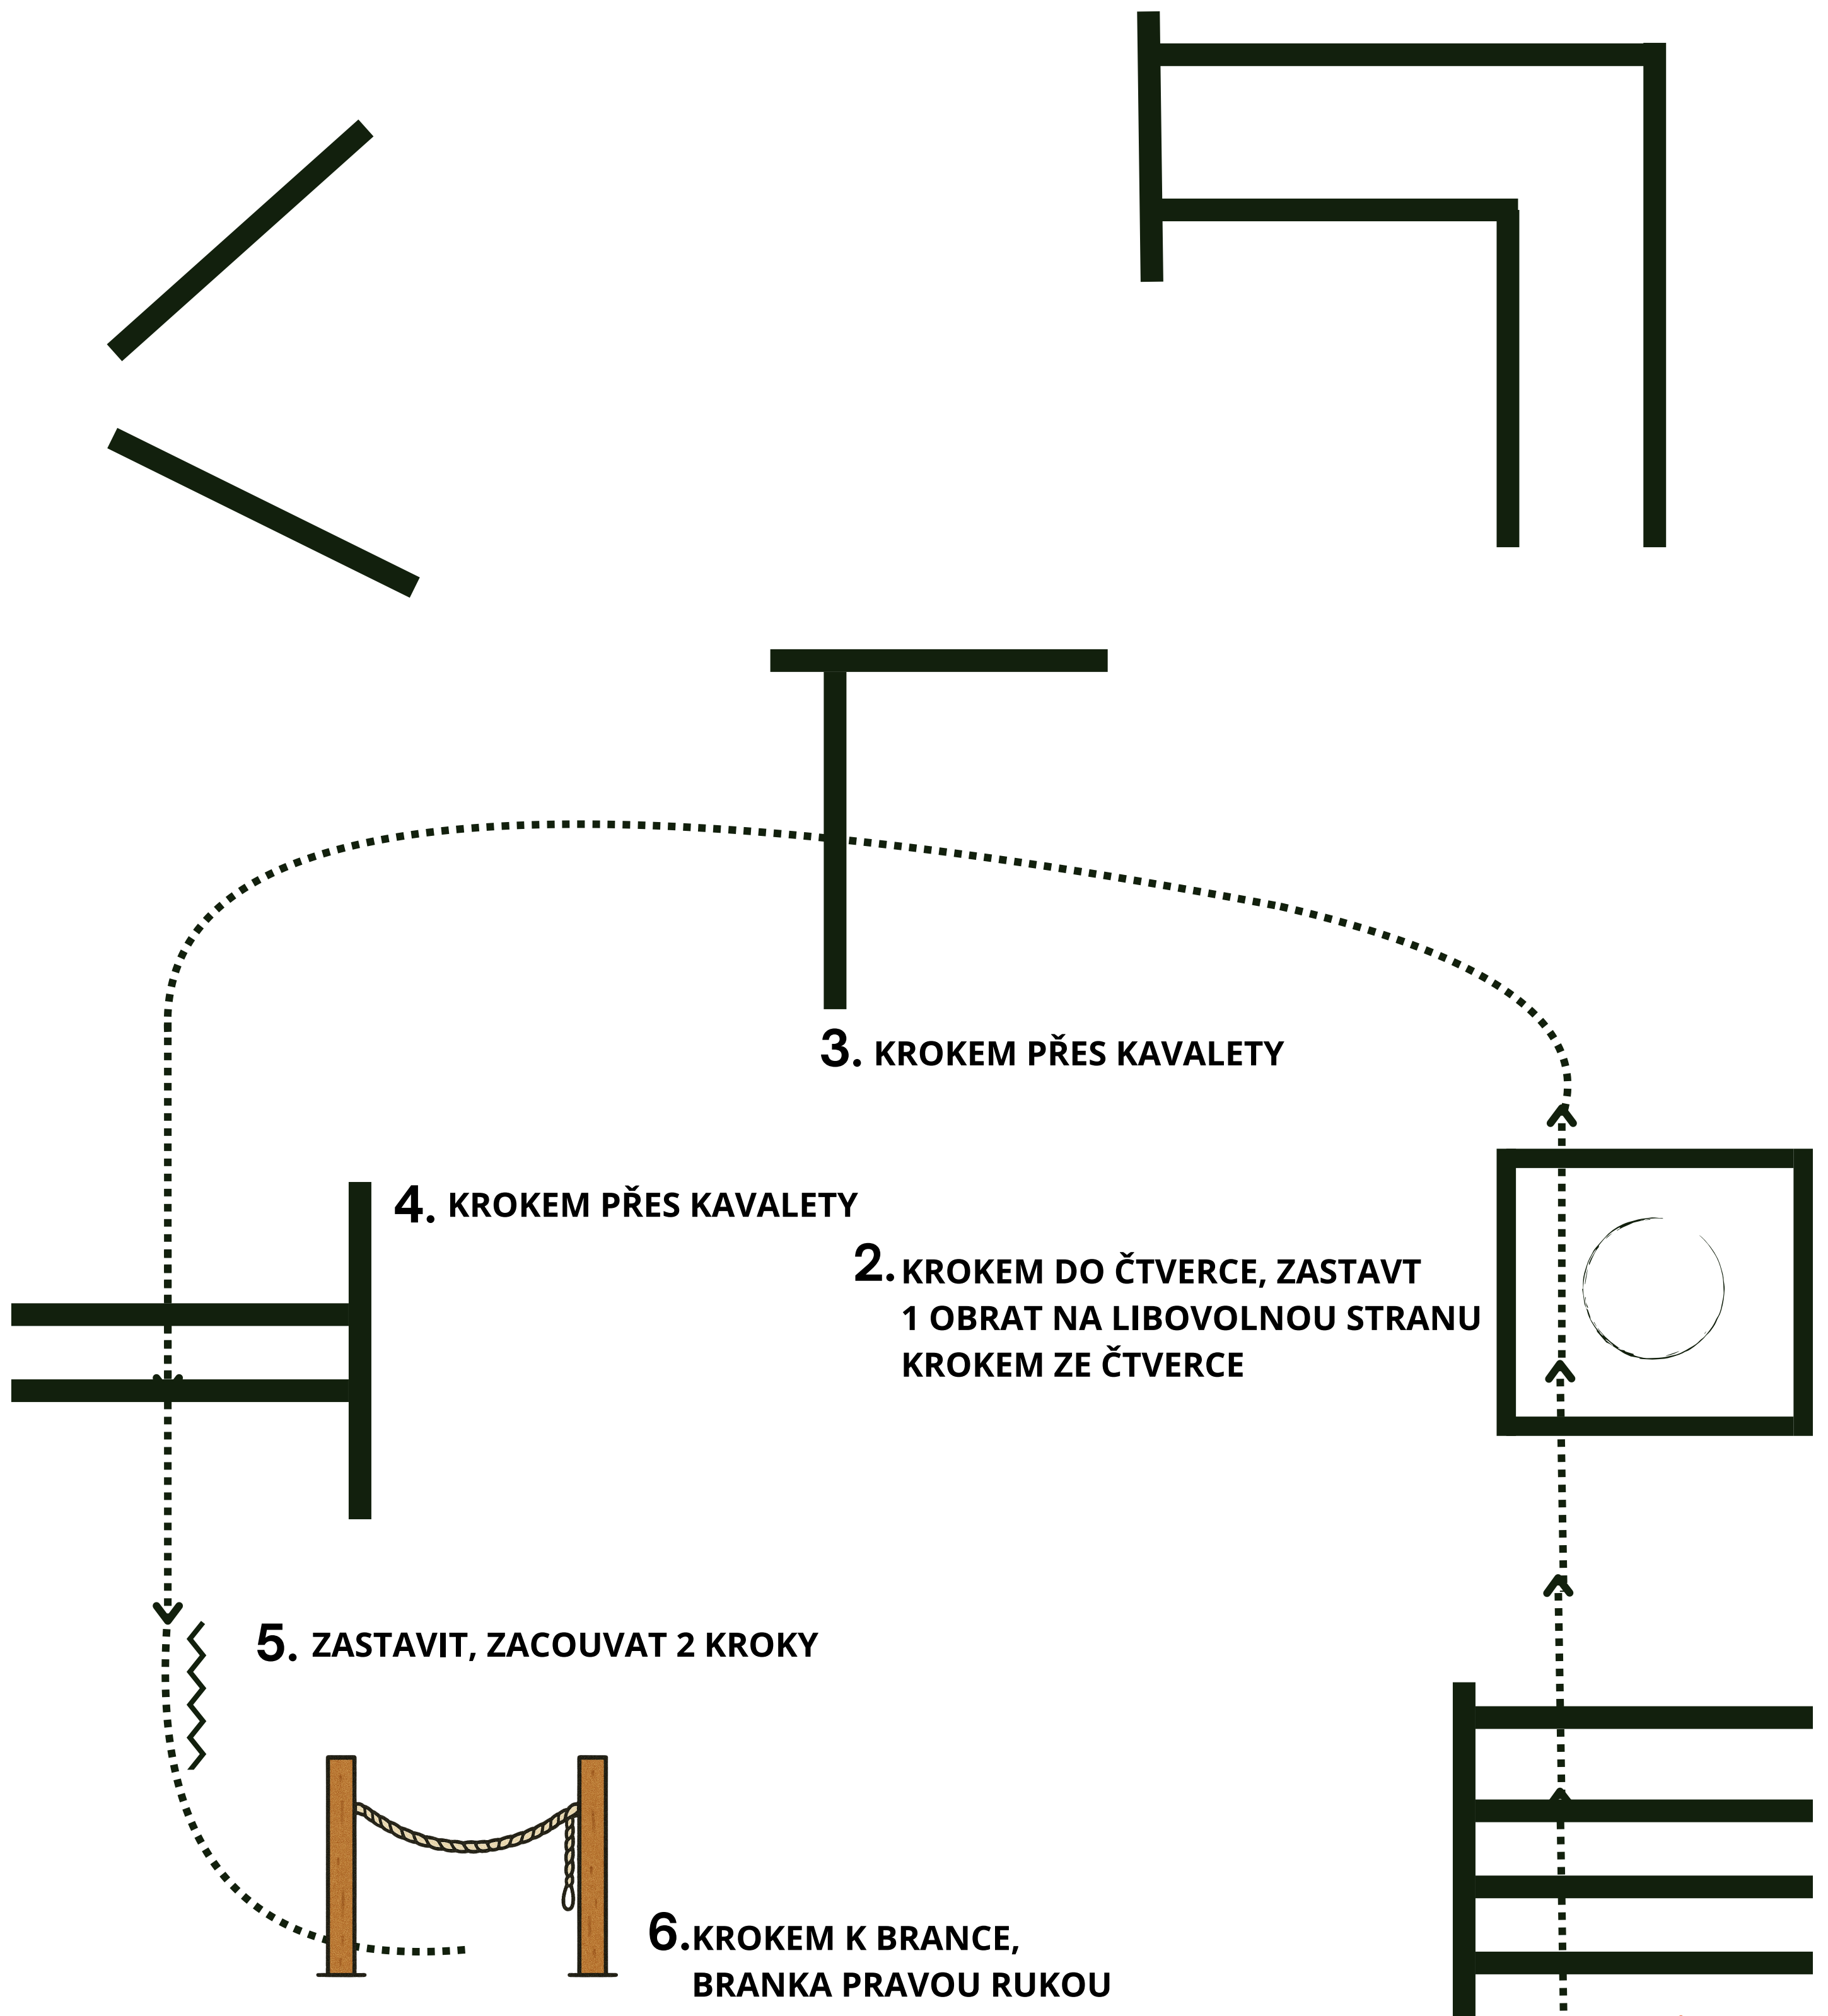 3. KROKEM PŘES KAVALETY
4. KROKEM PŘES KAVALETY
2. KROKEM DO ČTVERCE, ZASTAVT
1 OBRAT NA LIBOVOLNOU STRANU
KROKEM ZE ČTVERCE
5. ZASTAVIT, ZACOUVAT 2 KROKY
6. KROKEM K BRANCE,
BRANKA PRAVOU RUKOU